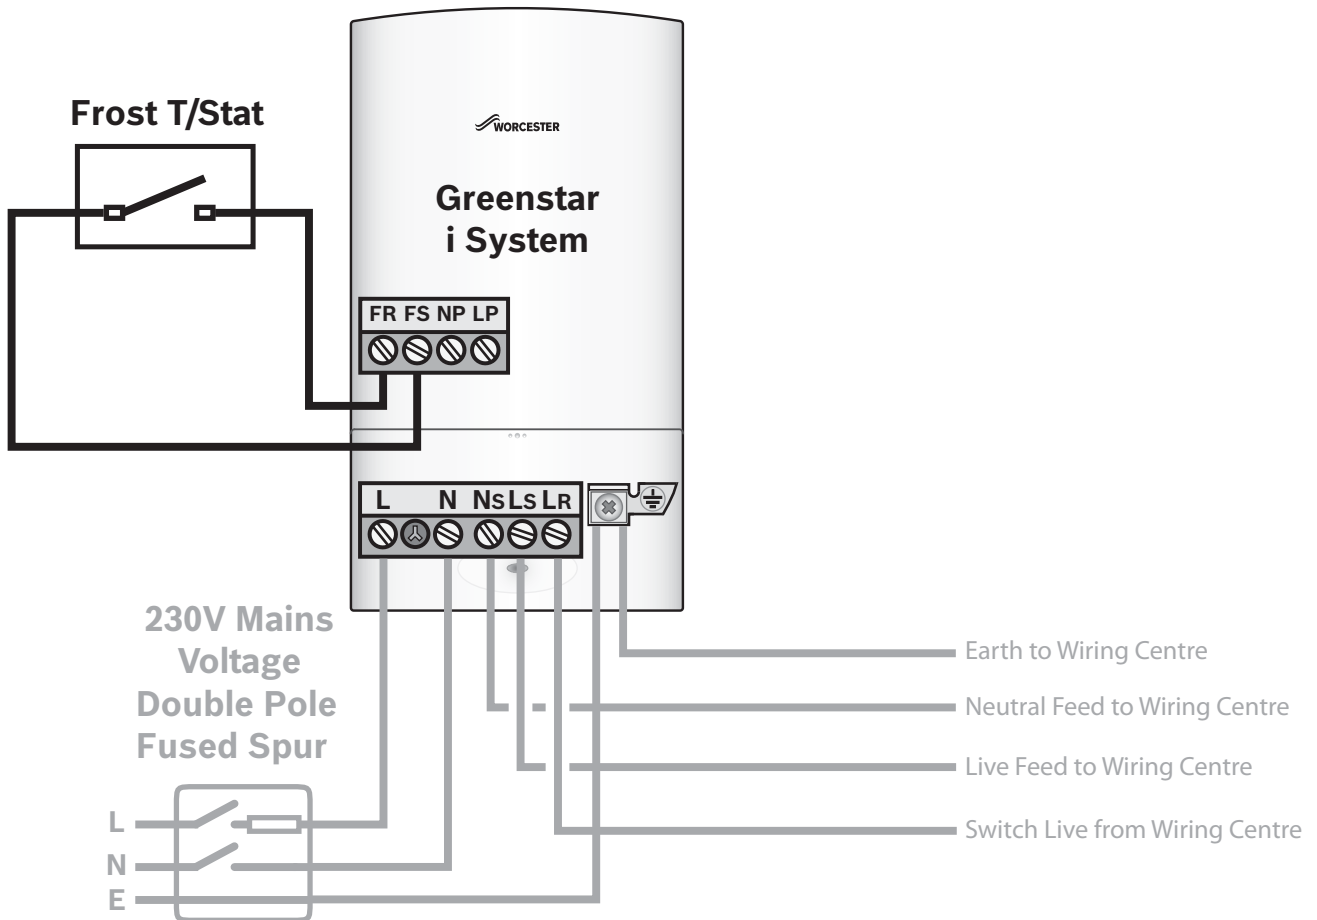 Frost T/Stat
WORCESTER
Greenstar
i System
FR FS NP LP
L N NS LS LR
230V Mains
Voltage
Double Pole
Fused Spur
Earth to Wiring Centre
Neutral Feed to Wiring Centre
Live Feed to Wiring Centre
Switch Live from Wiring Centre
L
N
E